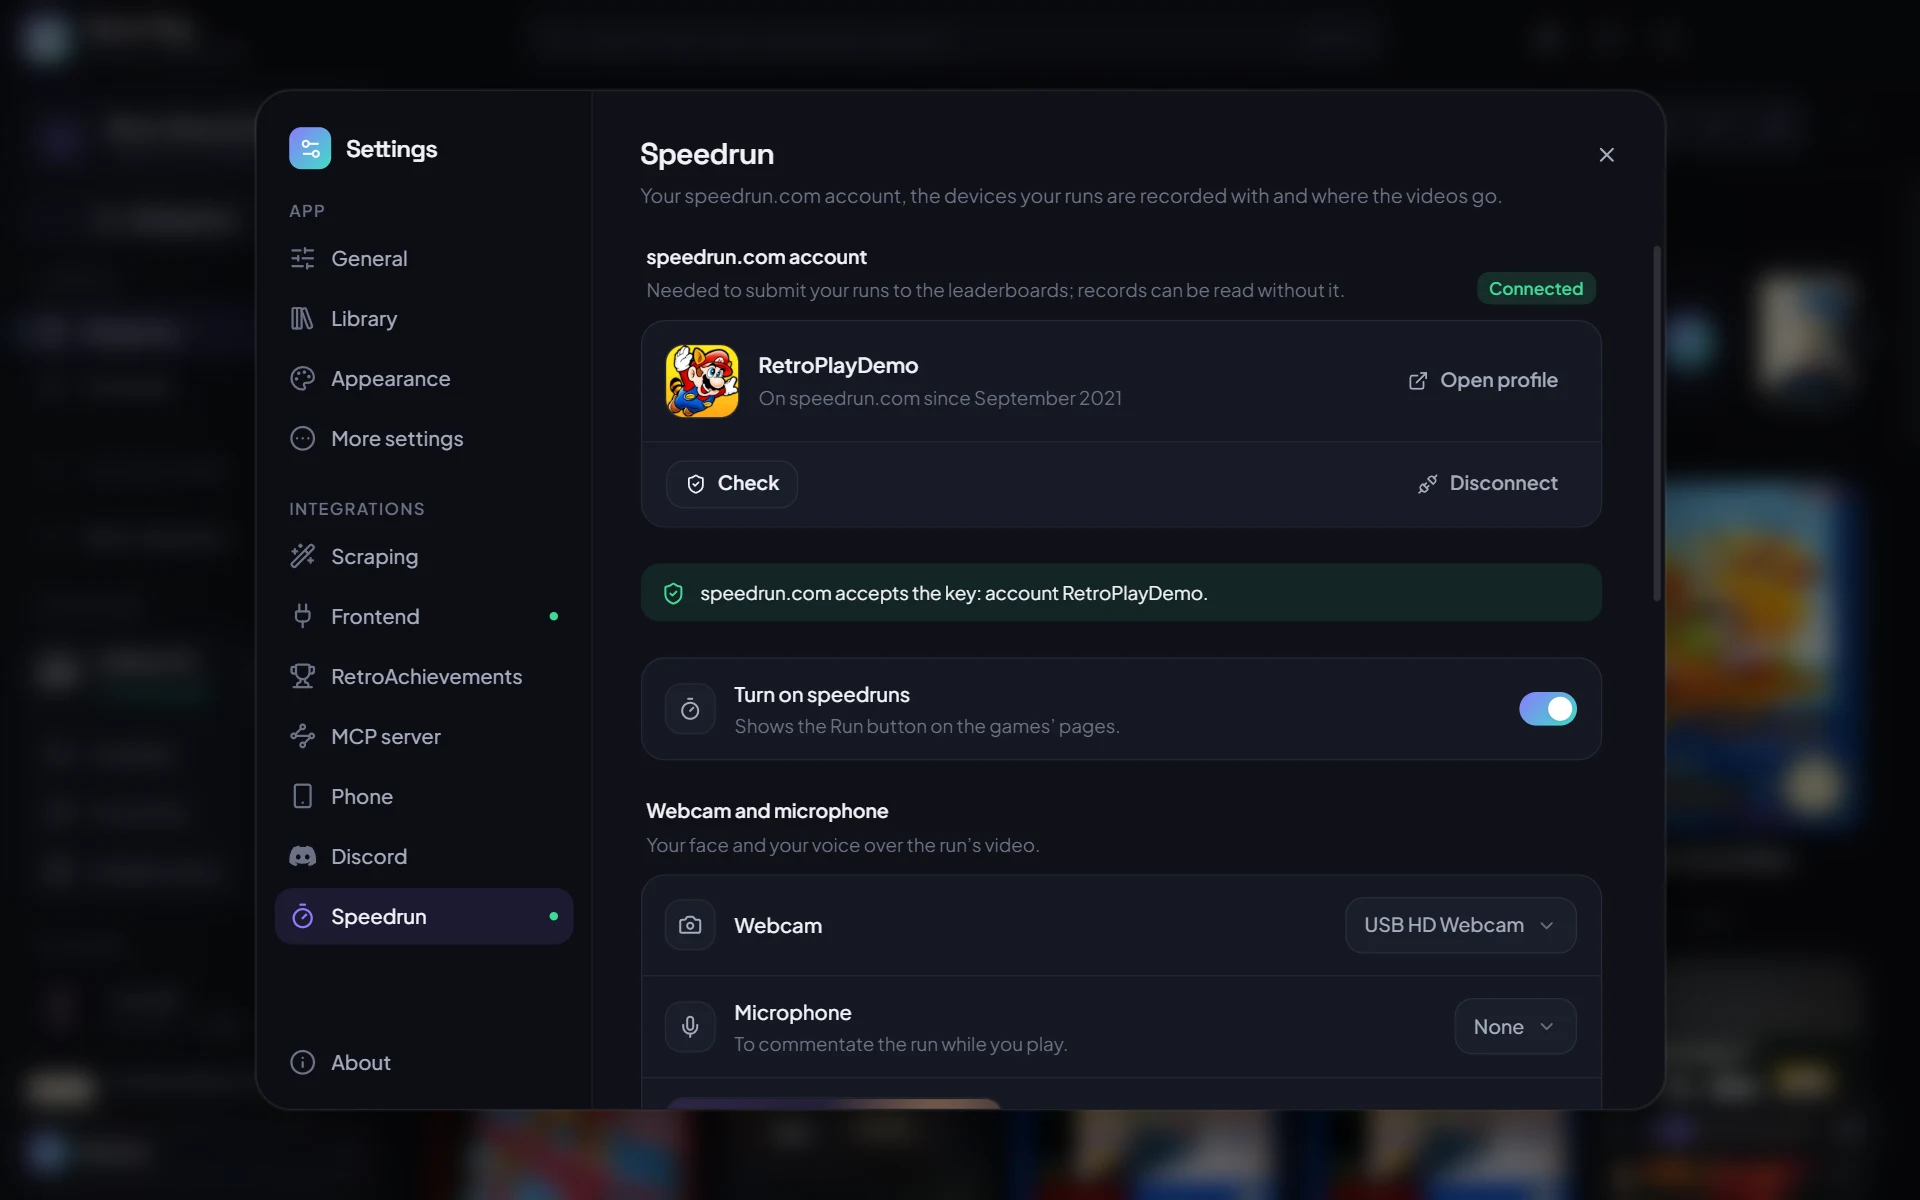 Settings
APP
General
Library
Appearance
More settings
INTEGRATIONS
Scraping
Frontend
RetroAchievements
MCP server
Phone
Discord
Speedrun
About
Speedrun
Your speedrun.com account, the devices your runs are recorded with and where the videos go.
speedrun.com account
Needed to submit your runs to the leaderboards; records can be read without it.
Connected
RetroPlayDemo
On speedrun.com since September 2021
Open profile
Check
Disconnect
speedrun.com accepts the key: account RetroPlayDemo.
Turn on speedruns
Shows the Run button on the games’ pages.
Webcam and microphone
Your face and your voice over the run’s video.
Webcam
USB HD Webcam
Microphone
To commentate the run while you play.
None